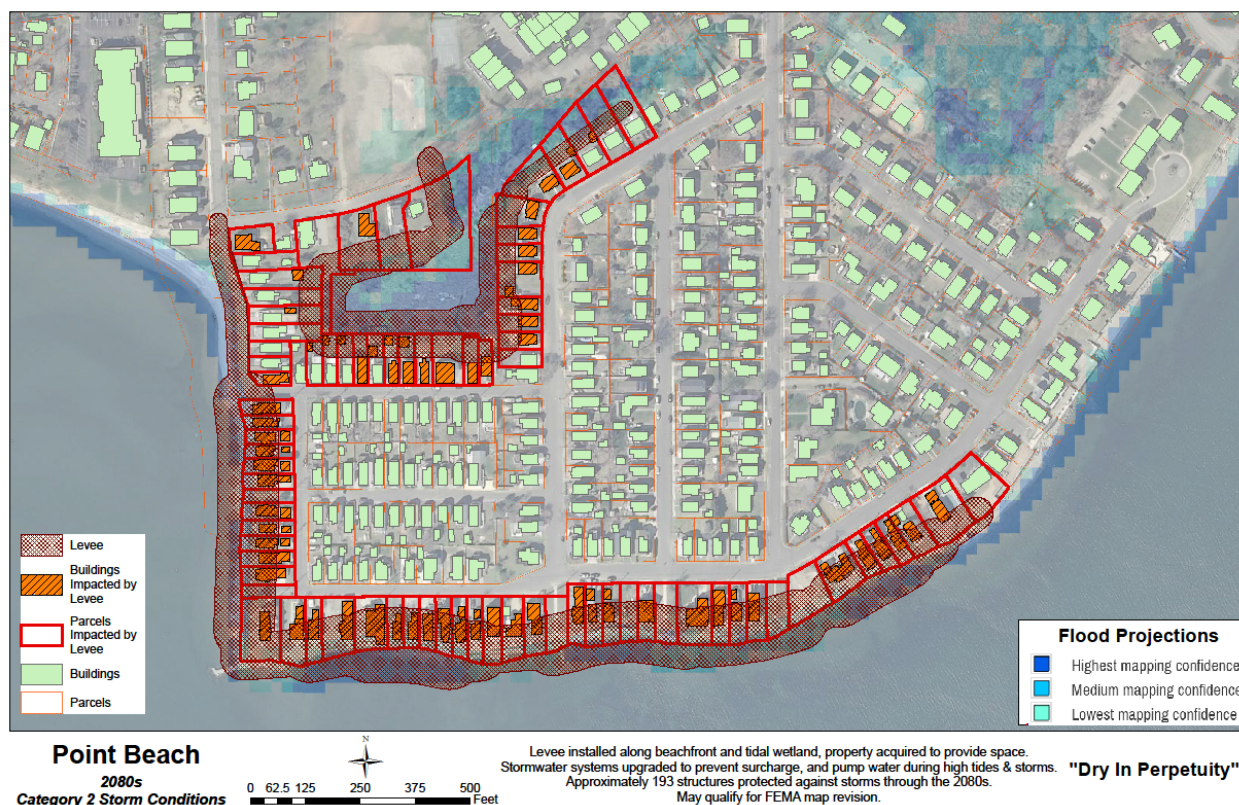 Levee
Buildings
Impacted by
Levee
Parcels
Impacted by
Levee
Buildings
Parcels
Flood Projections
Highest mapping confidence
Medium mapping confidence
Lowest mapping confidence
Point Beach
2080s
Category 2 Storm Conditions
N
0 62.5 125 250 375 500
Feet
Levee installed along beachfront and tidal wetland, property acquired to provide space.
Stormwater systems upgraded to prevent surcharge, and pump water during high tides & storms.
Approximately 193 structures protected against storms through the 2080s.
May qualify for FEMA map revision.
"Dry In Perpetuity"